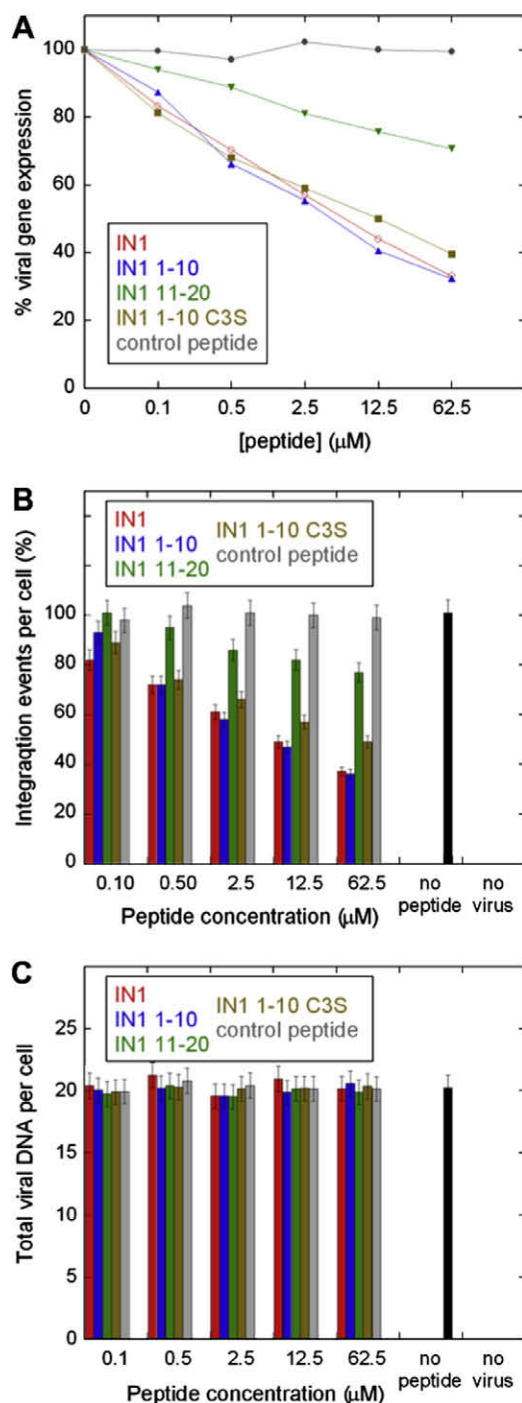 A
100
80
60
40
20
0
% viral gene expression
IN1
IN1 1-10
IN1 11-20
IN1 1-10 C3S
control peptide
0 0.1 0.5 2.5 12.5 62.5
[peptide] (μM)
B
100
80
60
40
20
0
Integraqtion events per cell (%)
IN1
IN1 1-10 C3S
IN1 1-10
control peptide
IN1 11-20
0.10 0.50 2.5 12.5 62.5 no no
Peptide concentration (μM) peptide virus
C
25
20
15
10
5
0
Total viral DNA per cell
IN1
IN1 1-10 C3S
IN1 1-10
control peptide
IN1 11-20
0.1 0.5 2.5 12.5 62.5 no no
Peptide concentration (μM) peptide virus